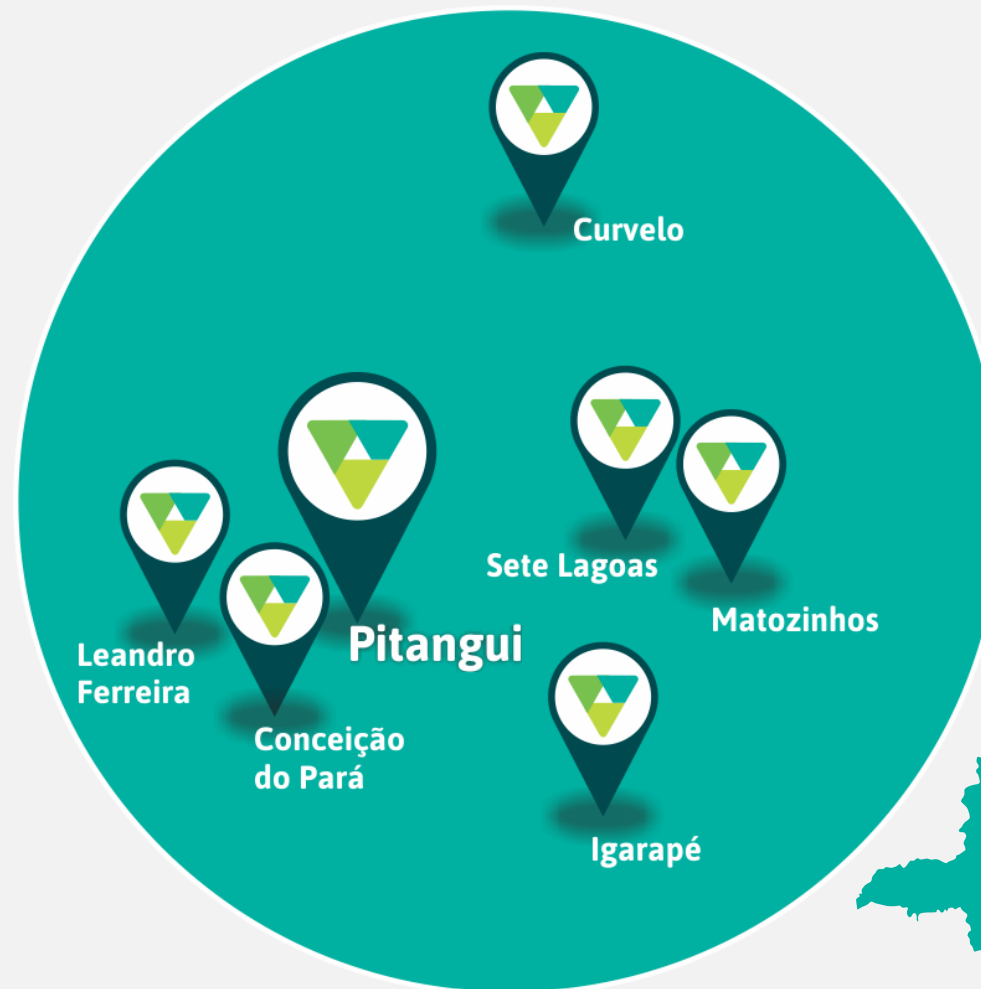 Curvelo
Sete Lagoas
Matozinhos
Pitangui
Leandro
Ferreira
Conceição
do Pará
Igarapé